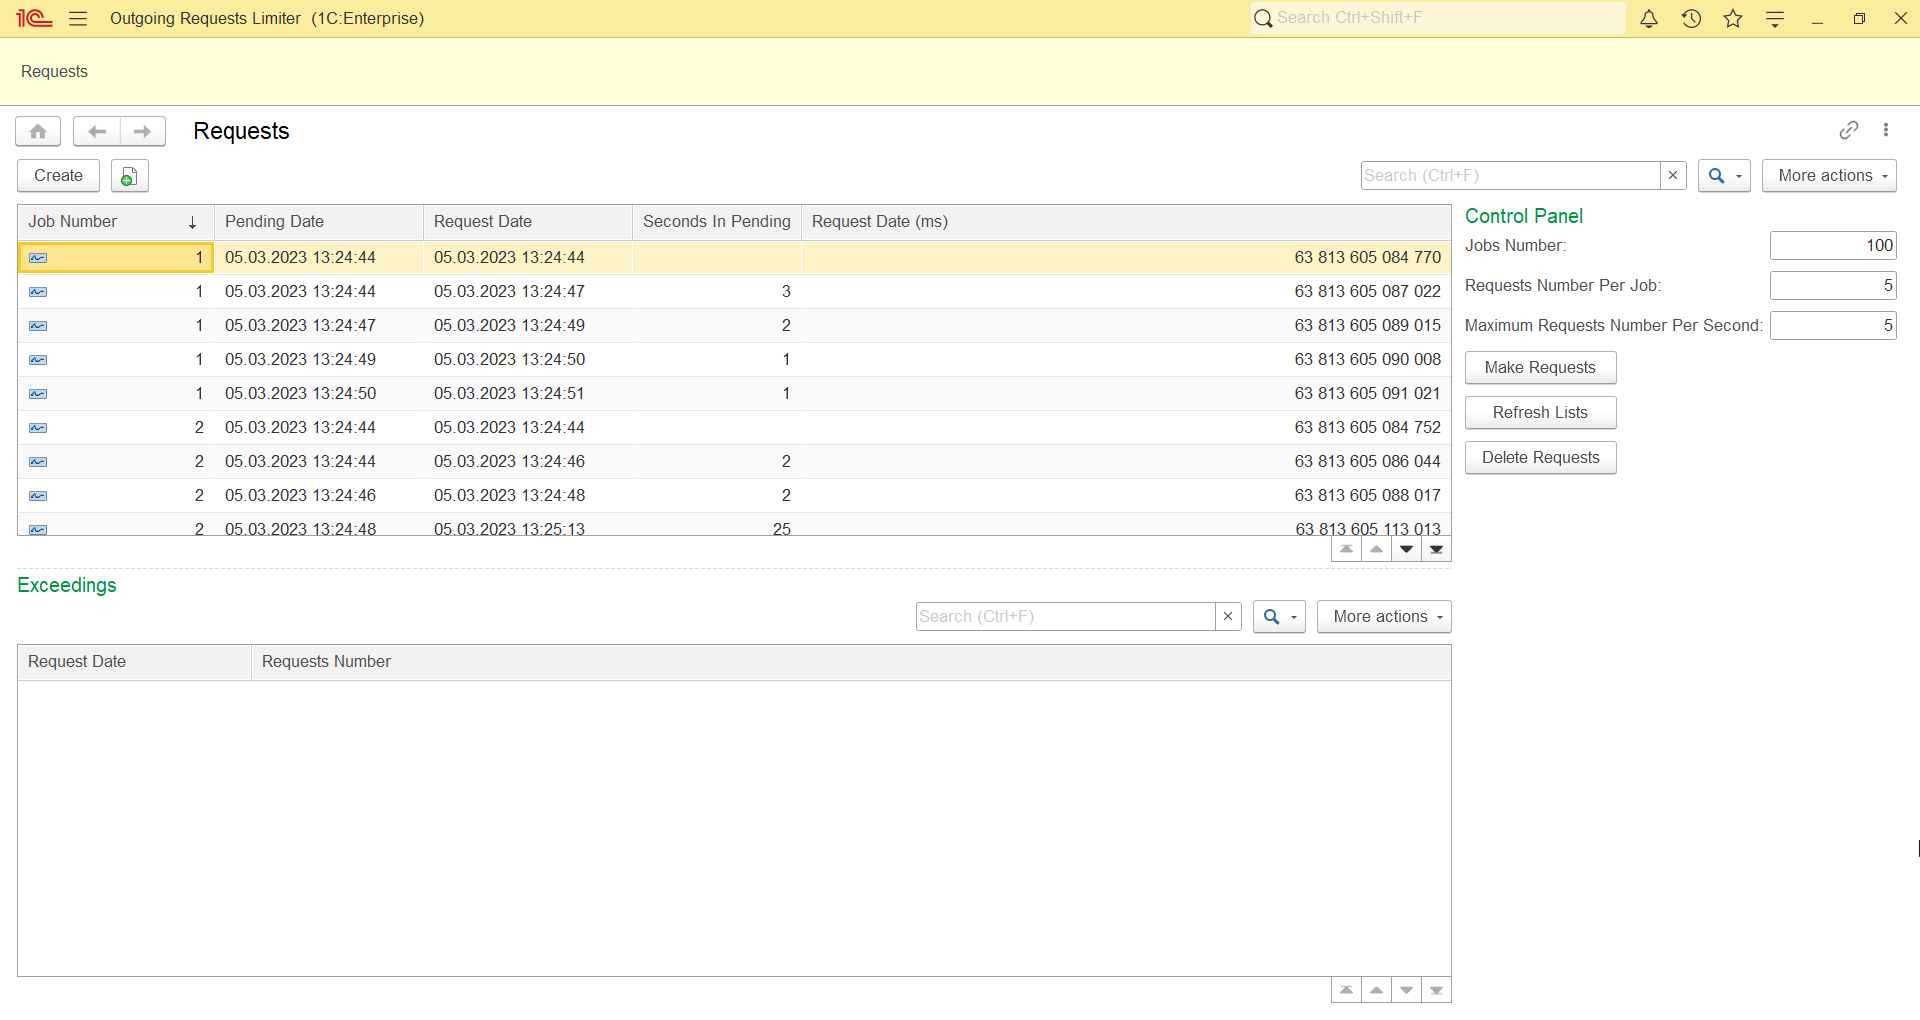 Outgoing Requests Limiter (1C:Enterprise)
Search Ctrl+Shift+F
Requests
Requests
Create
Search (Ctrl+F)
More actions
Job Number Pending Date Request Date Seconds In Pending Request Date (ms)
1 05.03.2023 13:24:44 05.03.2023 13:24:44 63 813 605 084 770
1 05.03.2023 13:24:44 05.03.2023 13:24:47 3 63 813 605 087 022
1 05.03.2023 13:24:47 05.03.2023 13:24:49 2 63 813 605 089 015
1 05.03.2023 13:24:49 05.03.2023 13:24:50 1 63 813 605 090 008
1 05.03.2023 13:24:50 05.03.2023 13:24:51 1 63 813 605 091 021
2 05.03.2023 13:24:44 05.03.2023 13:24:44 63 813 605 084 752
2 05.03.2023 13:24:44 05.03.2023 13:24:46 2 63 813 605 086 044
2 05.03.2023 13:24:46 05.03.2023 13:24:48 2 63 813 605 088 017
2 05.03.2023 13:24:48 05.03.2023 13:25:13 25 63 813 605 113 013
Control Panel
Jobs Number: 100
Requests Number Per Job: 5
Maximum Requests Number Per Second: 5
Make Requests
Refresh Lists
Delete Requests
Exceedings
Search (Ctrl+F)
More actions
Request Date Requests Number